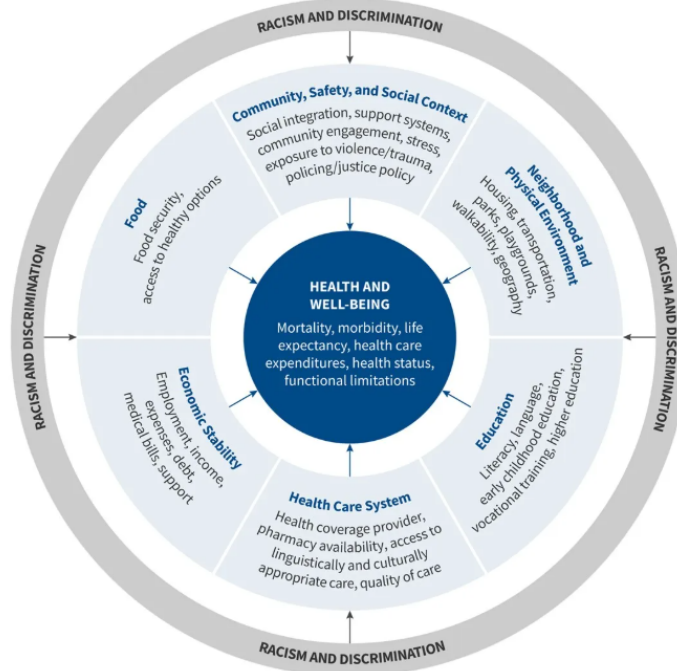 RACISM AND DISCRIMINATION
Community, Safety, and Social Context
Social integration, support systems,
community engagement, stress,
exposure to violence/trauma,
policing/justice policy
Neighborhood and
Physical Environment
Housing, transportation,
parks, playgrounds,
walkability, geography
Food
Food security,
access to healthy options
RACISM AND DISCRIMINATION
HEALTH AND
WELL-BEING
Mortality, morbidity, life
expectancy, health care
expenditures, health status,
functional limitations
RACISM AND DISCRIMINATION
Economic Stability
Employment, income,
expenses, debt,
medical bills, support
Education
Literacy, language,
early childhood education,
vocational training, higher education
Health Care System
Health coverage provider,
pharmacy availability, access to
linguistically and culturally
appropriate care, quality of care
RACISM AND DISCRIMINATION